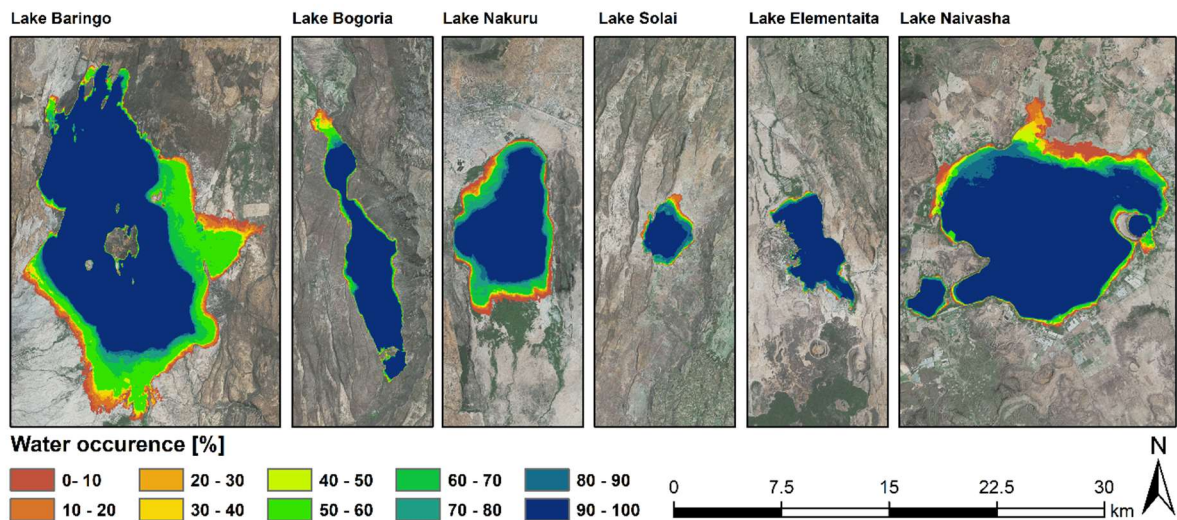 Lake Baringo
Lake Bogoria
Lake Nakuru
Lake Solai
Lake Elementaita
Lake Naivasha
Water occurence [%]
0- 10
20 - 30
40 - 50
60 - 70
80 - 90
10 - 20
30 - 40
50 - 60
70 - 80
90 - 100
0
7.5
15
22.5
30
km
N